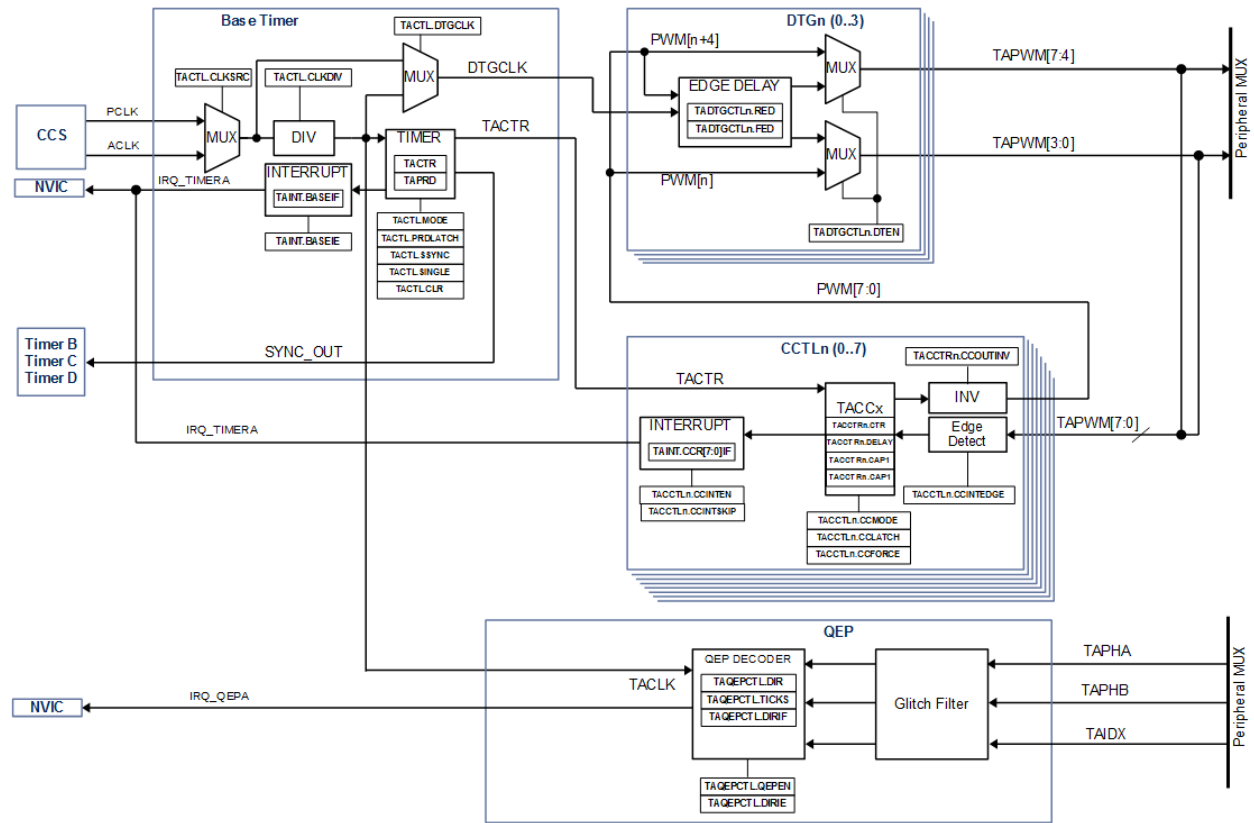 Base Timer
TACTL.DTGCLK
TACTL.CLKSRC
TACTL.CLKDIV
MUX
DTGCLK
CCS
PCLK
ACLK
MUX
DIV
TIMER
TACTR
TAPRD
TACTR
NVIC
IRQ_TIMERA
INTERRUPT
TAINT.BASEIF
TAINT.BASEIE
TACTL.MODE
TACTL.PRDLATCH
TACTL.SSYNC
TACTL.SINGLE
TACTL.CLR
Timer B
Timer C
Timer D
SYNC_OUT
DTGn (0..3)
PWM[n+4]
MUX
EDGE DELAY
TADTGCTLn.RED
TADTGCTLn.FED
MUX
PWM[n]
TADTGCTLn.DTEN
TAPWM[7:4]
TAPWM[3:0]
Peripheral MUX
PWM[7:0]
CCTLn (0..7)
TACCTRn.CCOUTINV
TACTR
INV
TACCx
TACCTRn.CTR
TACCTRn.DELAY
TACCTRn.CAP1
TACCTRn.CAP1
Edge
Detect
TAPWM[7:0]
IRQ_TIMERA
INTERRUPT
TAINT.CCR[7:0]IF
TACCTLn.CCINTEN
TACCTLn.CCINTSKIP
TACCTLn.CCINTEDGE
TACCTLn.CCMODE
TACCTLn.CCLATCH
TACCTLn.CCFORCE
QEP
QEP DECODER
TAQEPCTL.DIR
TAQEPCTL.TICKS
TAQEPCTL.DIRIF
TACLK
NVIC
IRQ_QEPA
TAQEPCTL.QEPEN
TAQEPCTL.DIRIE
Glitch Filter
TAPHA
TAPHB
TAIDX
Peripheral MUX